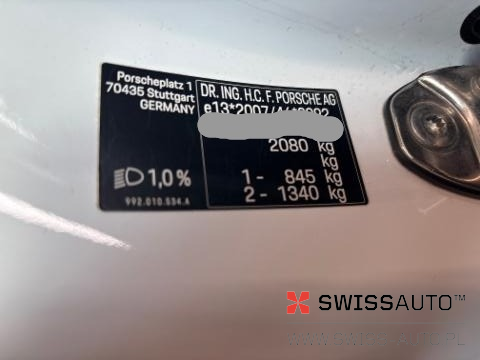 Porscheplatz 1
70435 Stuttgart
GERMANY
1,0 %
992.010.534.A
DR. ING. H.C. F. PORSCHE AG
2080 kg
kg
1 - 845 kg
2 - 1340 kg
SWISSAUTO™